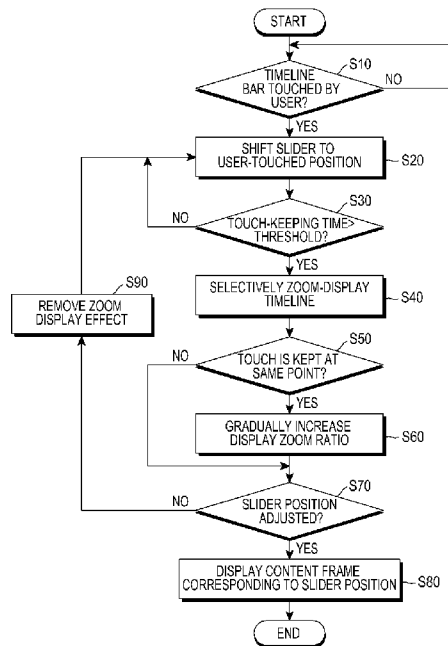 START
S10
TIMELINE
BAR TOUCHED BY
USER?
NO
YES
SHIFT SLIDER TO
USER-TOUCHED POSITION
S20
S30
NO
TOUCH-KEEPING TIME>
THRESHOLD?
YES
S90
REMOVE ZOOM
DISPLAY EFFECT
SELECTIVELY ZOOM-DISPLAY
TIMELINE
S40
S50
NO
TOUCH IS KEPT AT
SAME POINT?
YES
GRADUALLY INCREASE
DISPLAY ZOOM RATIO
S60
S70
NO
SLIDER POSITION
ADJUSTED?
YES
DISPLAY CONTENT FRAME
CORRESPONDING TO SLIDER POSITION
S80
END